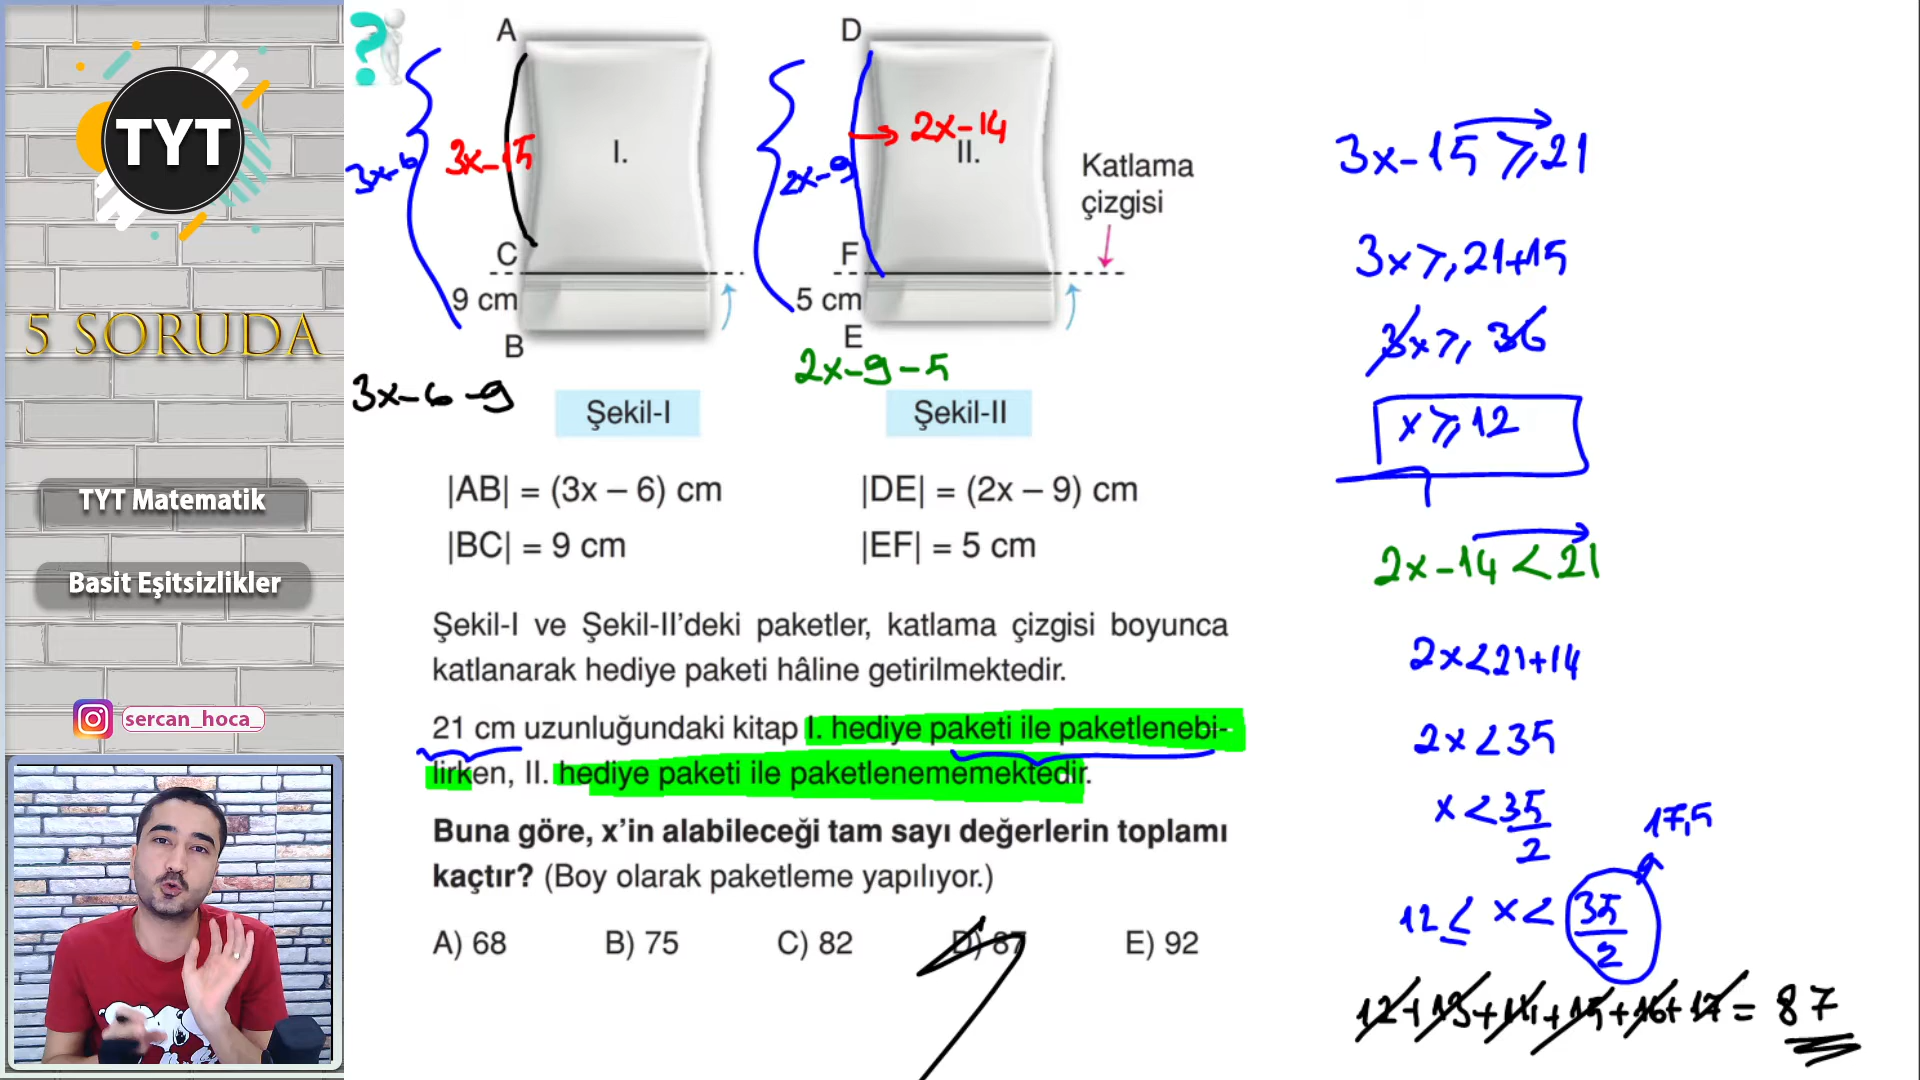 TYT
5 SORUDA
TYT Matematik
Basit Eşitsizlikler
sercan_hoca_
?
A
3x-6
3x-15
I.
C
9 cm
B
3x-6-9
Şekil-I
D
2x-9
2x-14
II.
F
5 cm
E
2x-9-5
Şekil-II
Katlama
çizgisi
|AB| = (3x – 6) cm
|DE| = (2x – 9) cm
|BC| = 9 cm
|EF| = 5 cm
Şekil-I ve Şekil-II’deki paketler, katlama çizgisi boyunca
katlanarak hediye paketi hâline getirilmektedir.
21 cm uzunluğundaki kitap I. hediye paketi ile paketlenebi-
lirken, II. hediye paketi ile paketlenememektedir.
Buna göre, x’in alabileceği tam sayı değerlerin toplamı
kaçtır? (Boy olarak paketleme yapılıyor.)
A) 68 B) 75 C) 82 D) 87 E) 92
3x-15 ≥ 21
3x ≥ 21+15
3x ≥ 36
x ≥ 12
2x-14 < 21
2x < 21+14
2x < 35
x < 35/2
17,5
12 ≤ x < 35/2
12+13+14+15+16+17 = 87